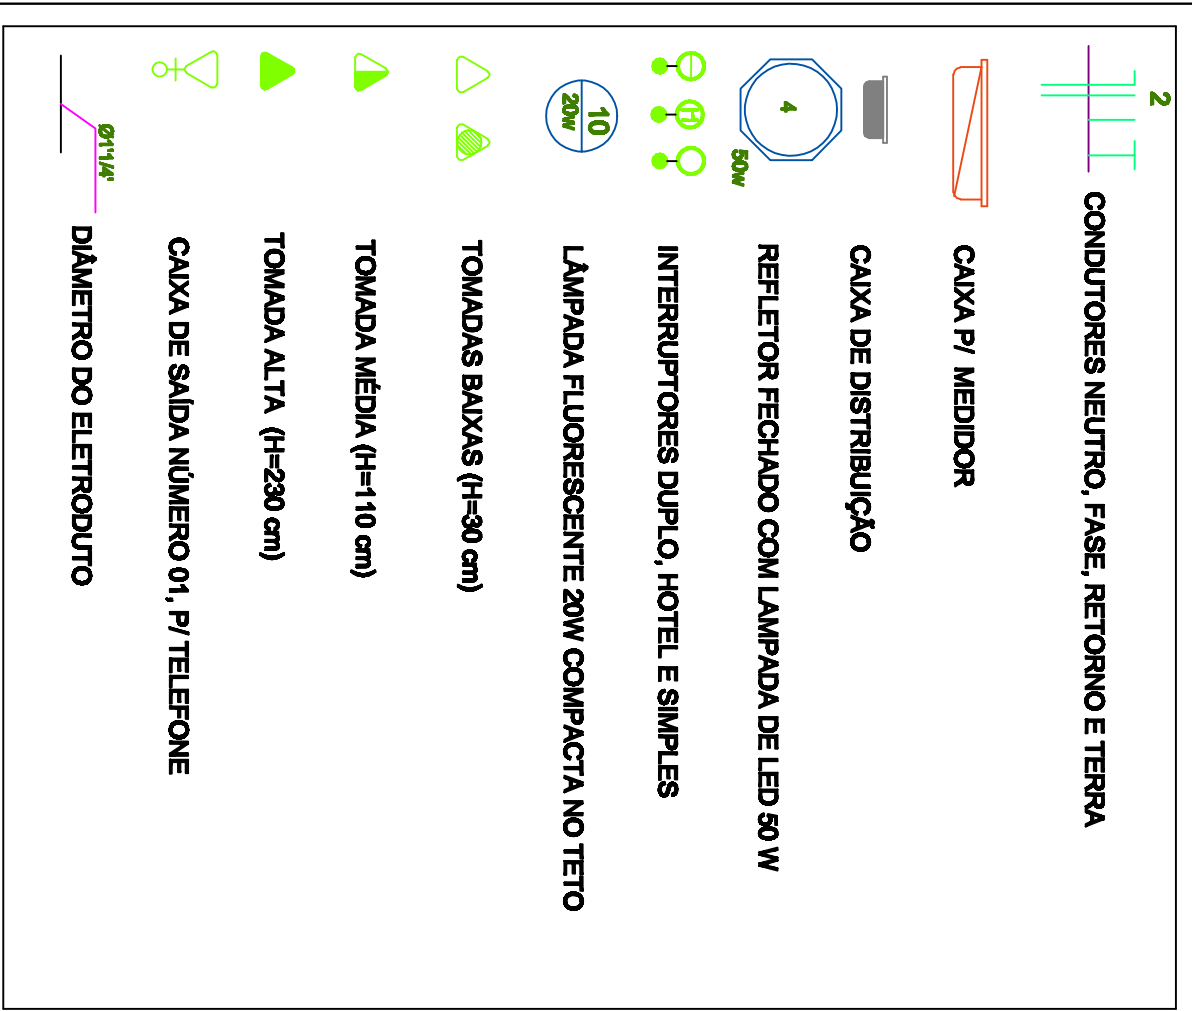 2
CONDUTORES NEUTRO, FASE, RETORNO E TERRA
CAIXA P/ MEDIDOR
CAIXA DE DISTRIBUIÇÃO
4
50w
REFLETOR FECHADO COM LAMPADA DE LED 50 W
H
INTERRUPTORES DUPLO, HOTEL E SIMPLES
10
20w
LÂMPADA FLUORESCENTE 20W COMPACTA NO TETO
TOMADAS BAIXAS (H=30 cm)
TOMADA MÉDIA (H=110 cm)
TOMADA ALTA (H=230 cm)
CAIXA DE SAÍDA NÚMERO 01, P/ TELEFONE
Ø1'1/4'
DIÂMETRO DO ELETRODUTO